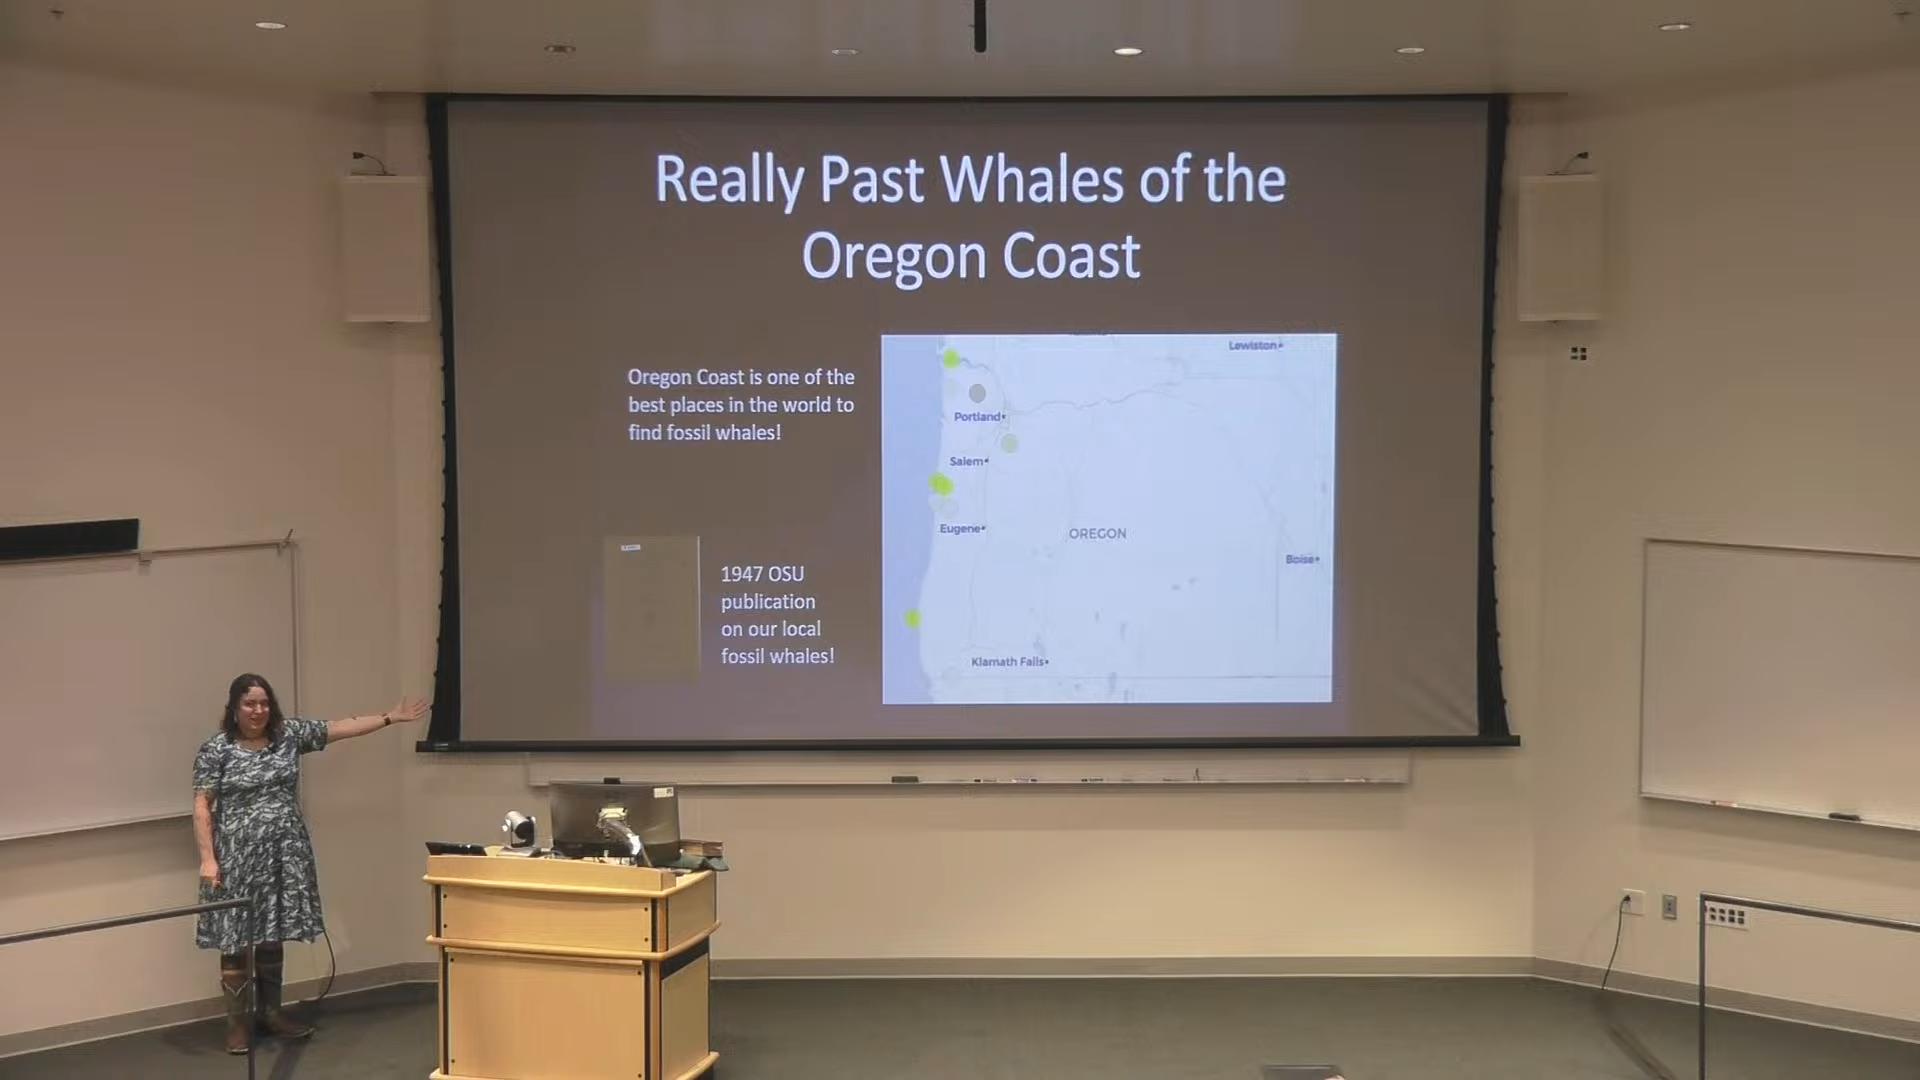 Really Past Whales of the
Oregon Coast
Oregon Coast is one of the
best places in the world to
find fossil whales!
1947 OSU
publication
on our local
fossil whales!
Lewiston
Portland
Salem
Eugene
OREGON
Boise
Klamath Falls